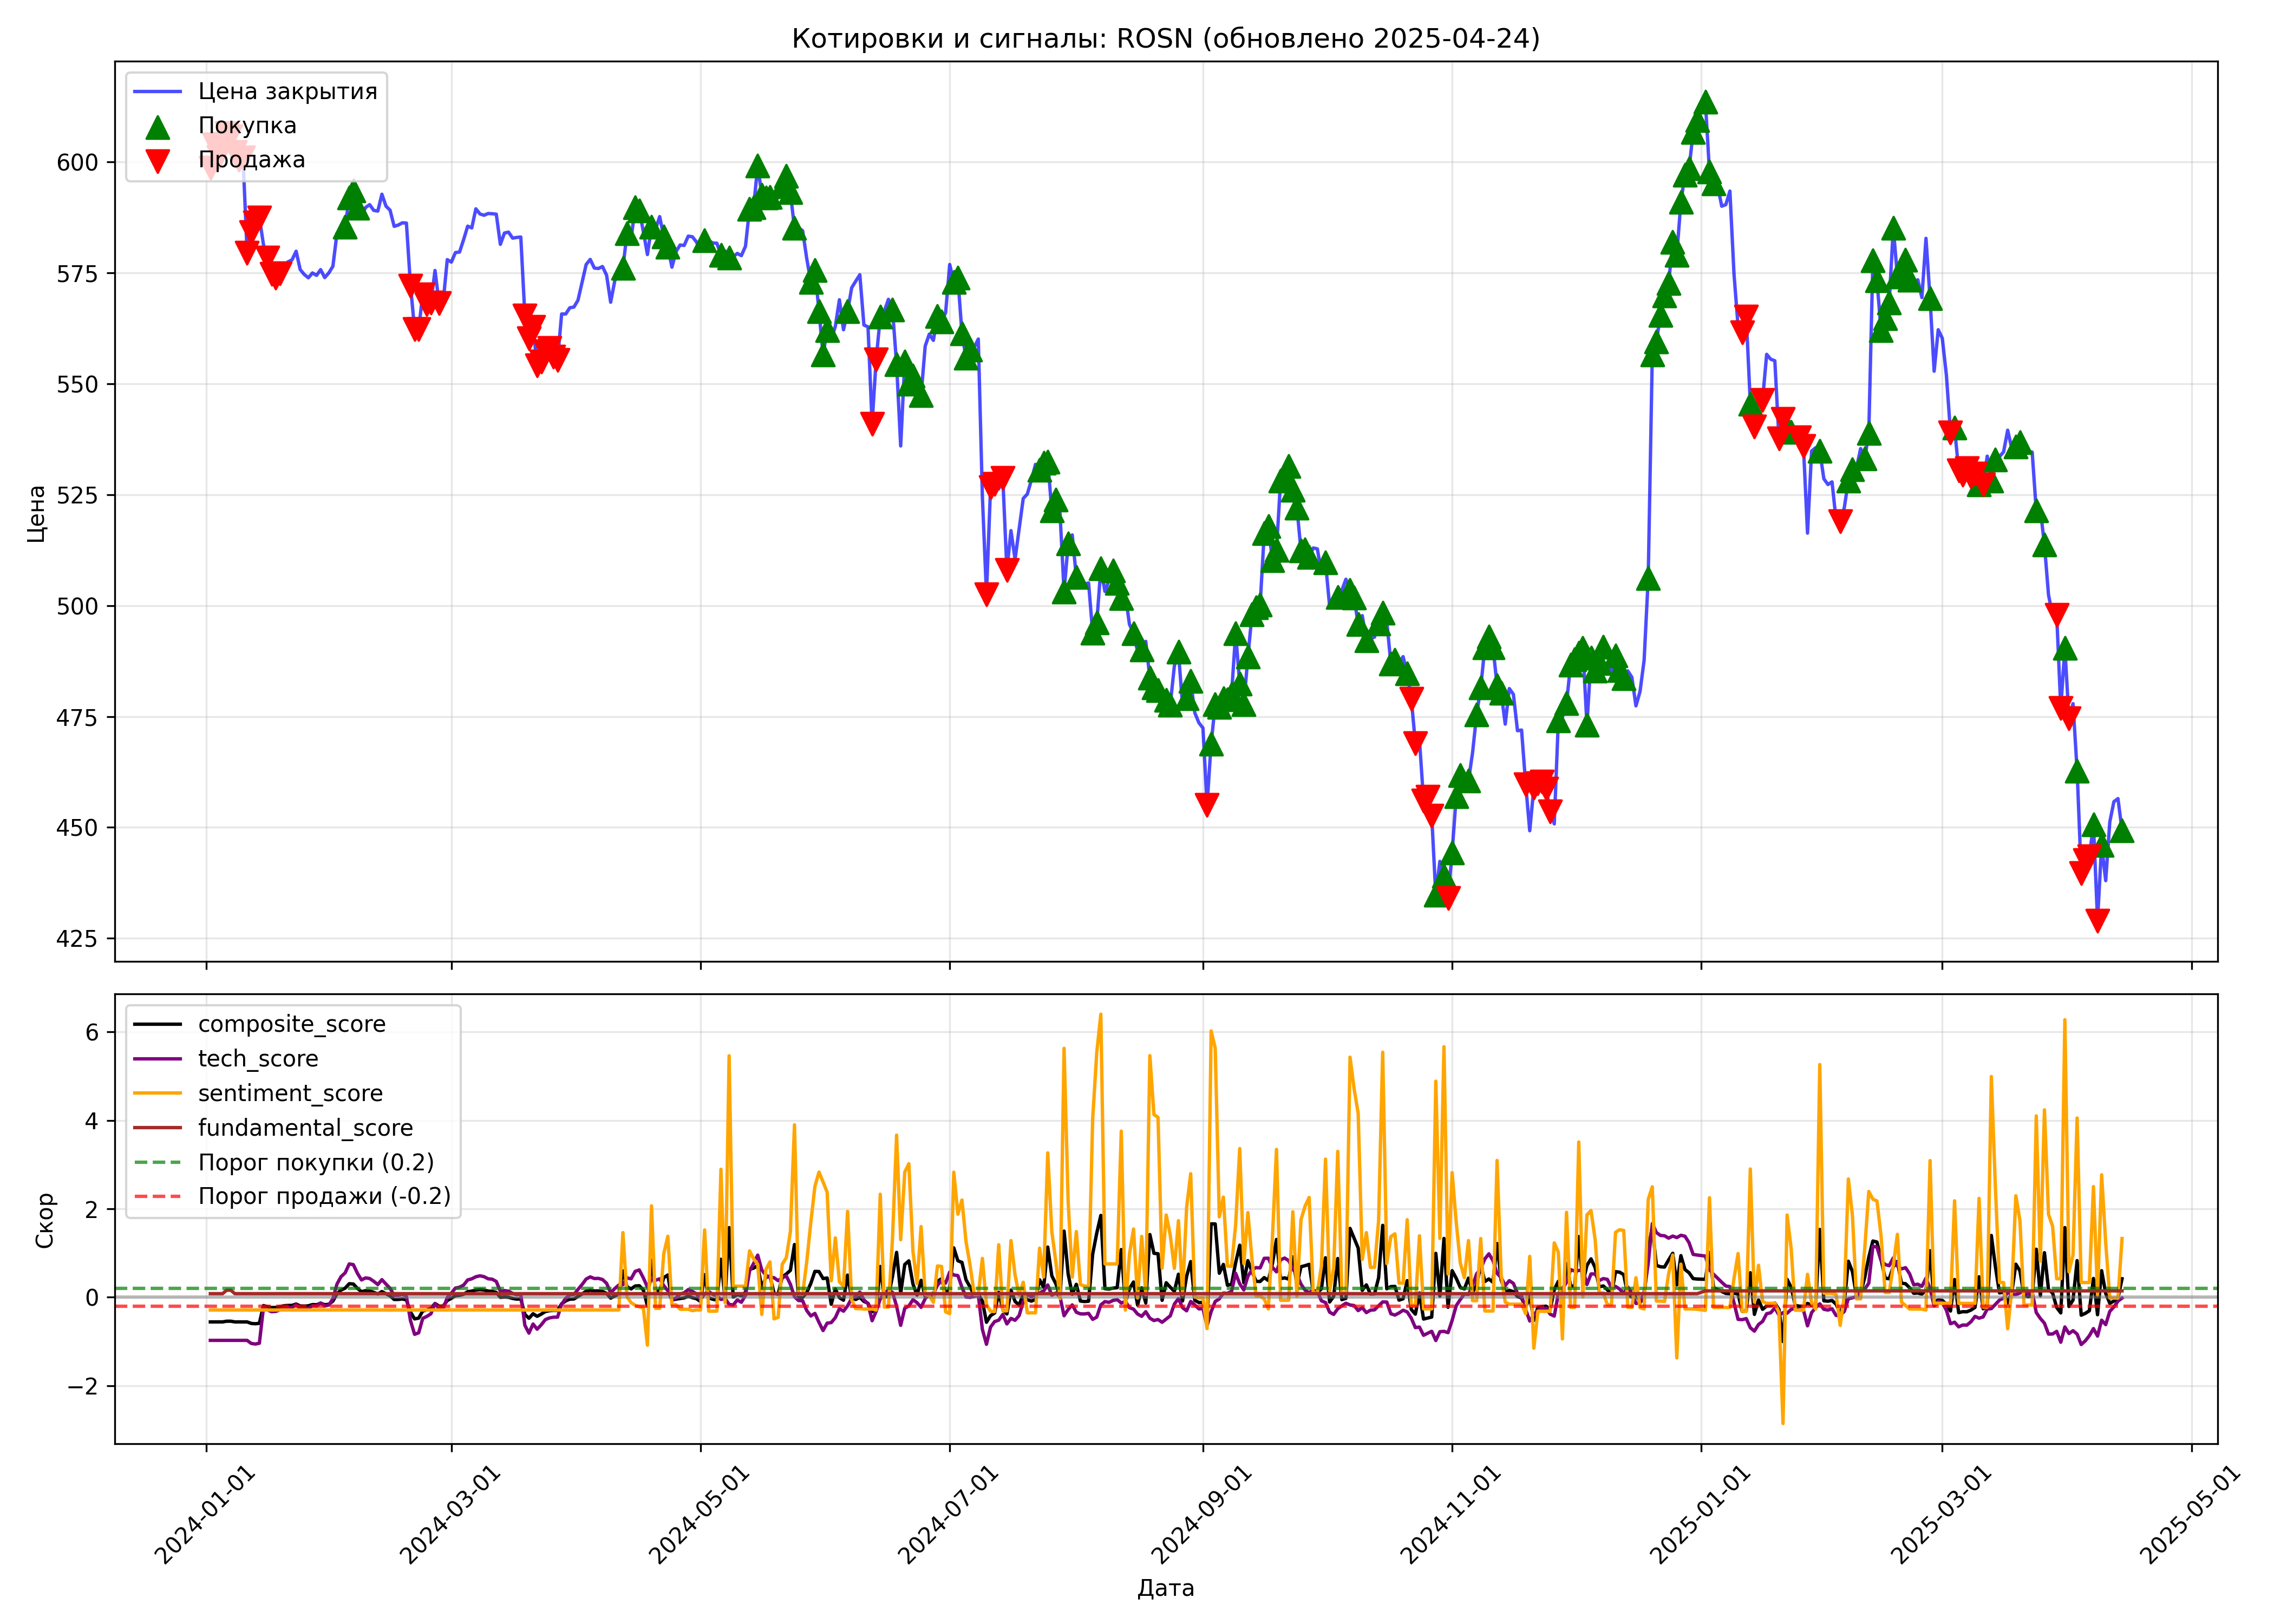 Котировки и сигналы: ROSN (обновлено 2025-04-24)
Цена закрытия
Покупка
Продажа
600
575
550
525
500
475
450
425
Цена
composite_score
tech_score
sentiment_score
fundamental_score
Порог покупки (0.2)
Порог продажи (-0.2)
6
4
2
0
−2
Скор
2024-01-01
2024-03-01
2024-05-01
2024-07-01
2024-09-01
2024-11-01
2025-01-01
2025-03-01
2025-05-01
Дата